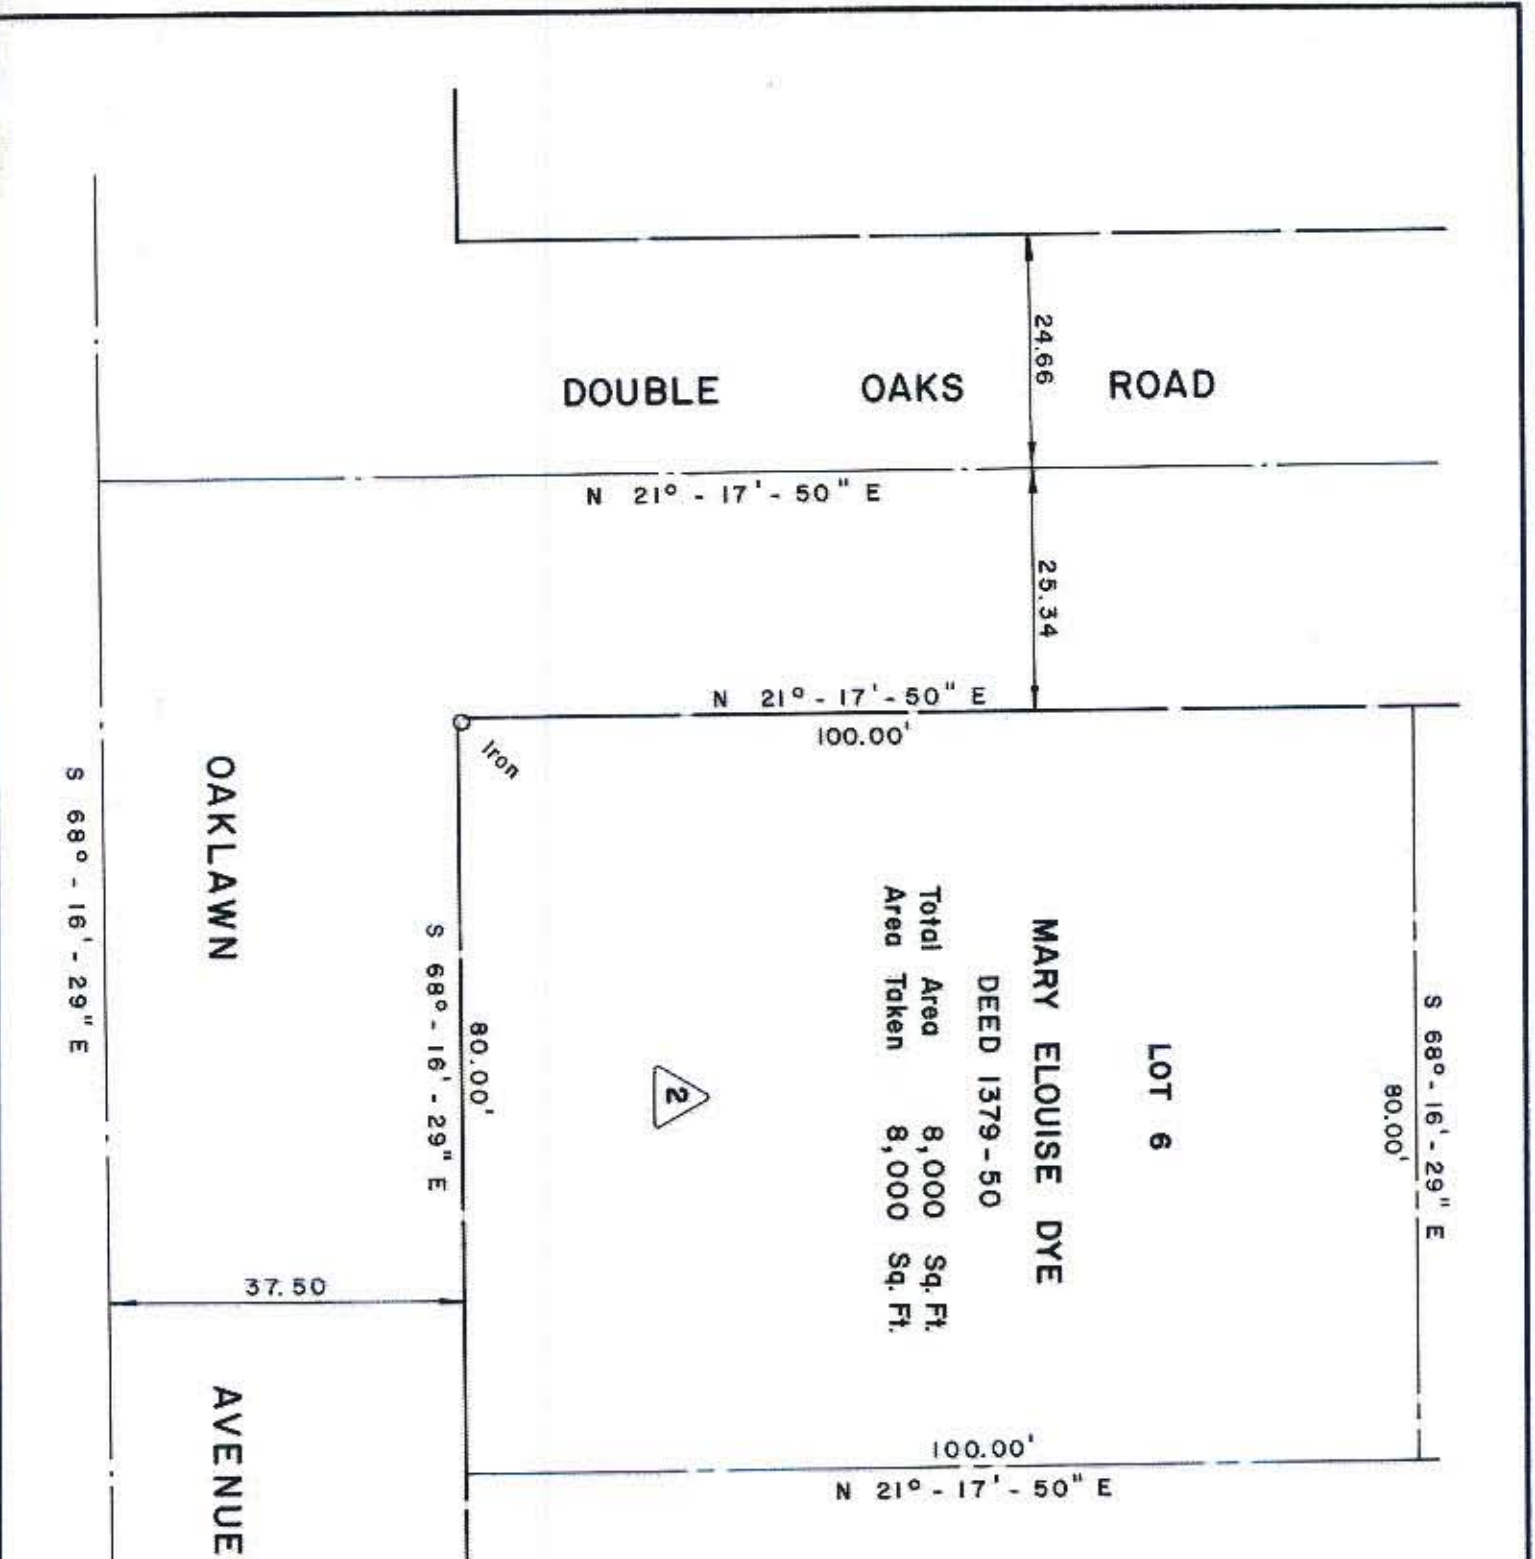 24.66
DOUBLE OAKS ROAD
N 21° - 17' - 50" E
25.34
N 21° - 17' - 50" E
100.00'
Iron
OAKLAWN AVENUE
S 68° - 16' - 29" E
S 68° - 16' - 29" E
80.00'
37.50
2
LOT 6
MARY ELOUISE DYE
DEED 1379-50
Total Area 8,000 Sq. Ft.
Area Taken 8,000 Sq. Ft.
S 68° - 16' - 29" E
80.00'
100.00'
N 21° - 17' - 50" E